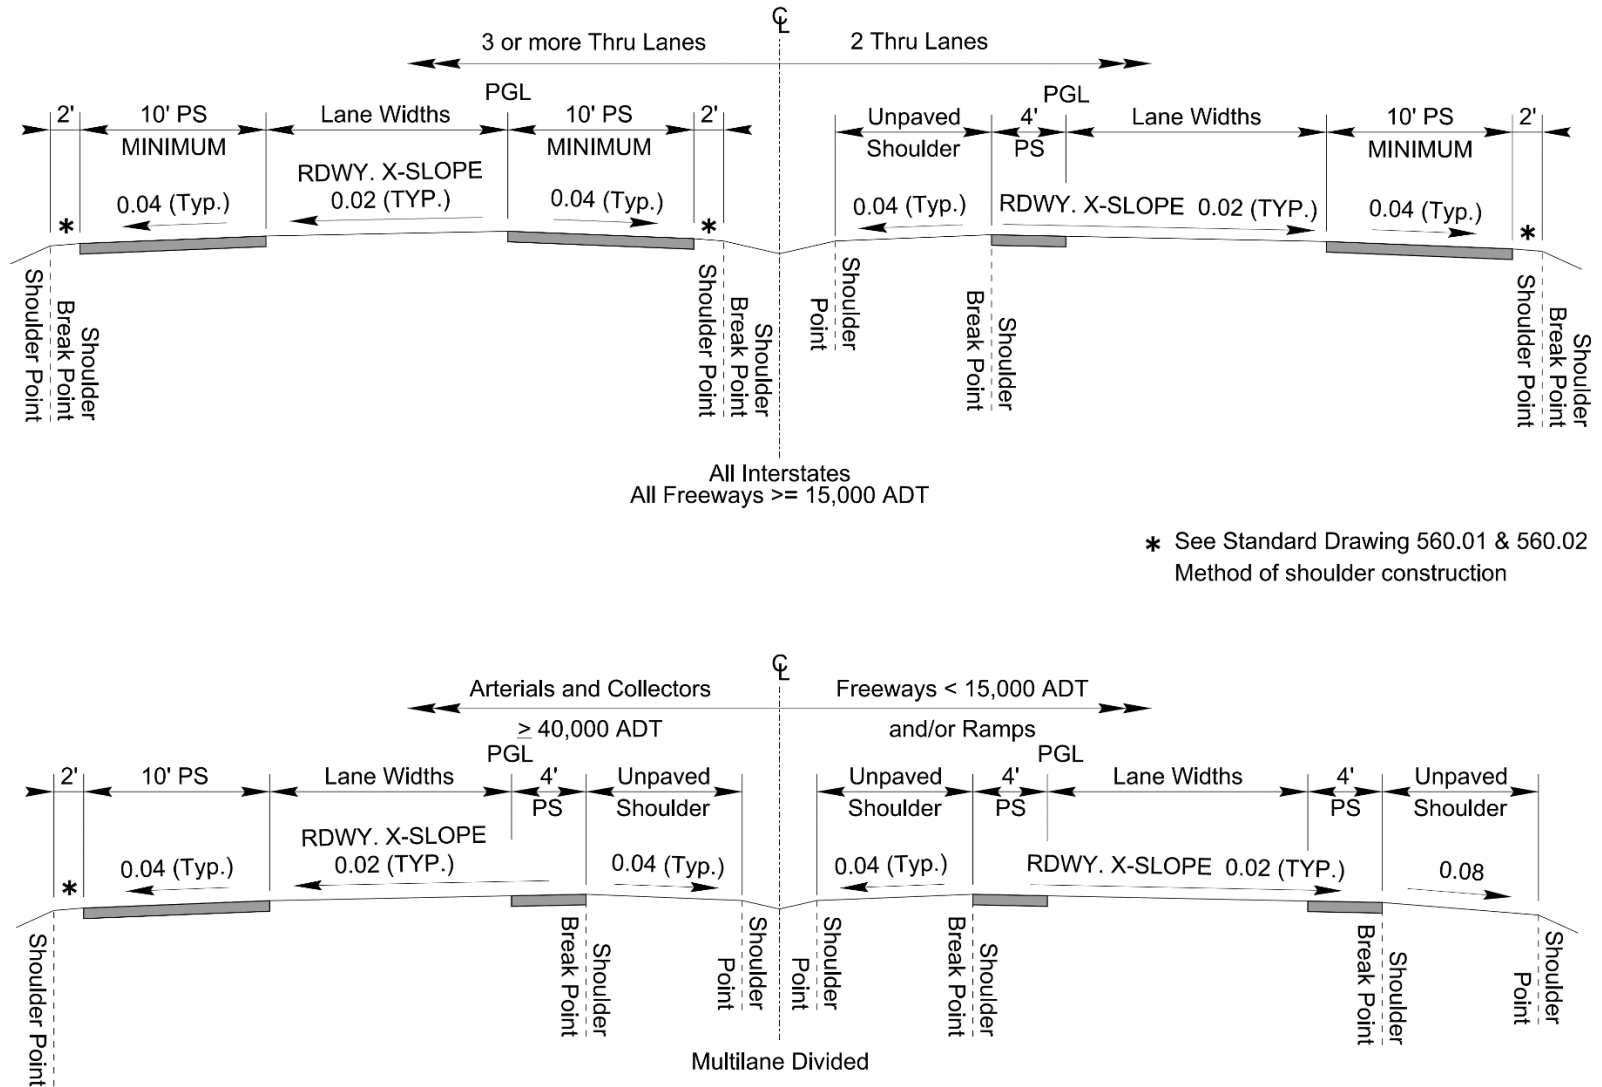 ℄
3 or more Thru Lanes 2 Thru Lanes
PGL PGL
2' 10' PS Lane Widths 10' PS 2' Unpaved 4' Lane Widths 10' PS 2'
MINIMUM MINIMUM Shoulder PS MINIMUM
RDWY. X-SLOPE
0.04 (Typ.) 0.02 (TYP.) 0.04 (Typ.) 0.04 (Typ.) RDWY. X-SLOPE 0.02 (TYP.) 0.04 (Typ.)
* * *
Shoulder Point
Break Point
Shoulder
Shoulder Point
Break Point
Shoulder
Shoulder
Point
Shoulder
Break Point
Shoulder Point
Break Point
Shoulder
All Interstates
All Freeways >= 15,000 ADT
* See Standard Drawing 560.01 & 560.02
Method of shoulder construction
℄
Arterials and Collectors Freeways < 15,000 ADT
≥ 40,000 ADT and/or Ramps
PGL PGL
2' 10' PS Lane Widths 4' Unpaved Unpaved 4' Lane Widths 4' Unpaved
PS Shoulder Shoulder PS PS Shoulder
RDWY. X-SLOPE
0.04 (Typ.) 0.02 (TYP.) 0.04 (Typ.) 0.04 (Typ.) RDWY. X-SLOPE 0.02 (TYP.) 0.08
*
Shoulder Point
Shoulder
Break Point
Shoulder
Point
Shoulder
Point
Shoulder
Break Point
Shoulder
Break Point
Shoulder
Point
Multilane Divided